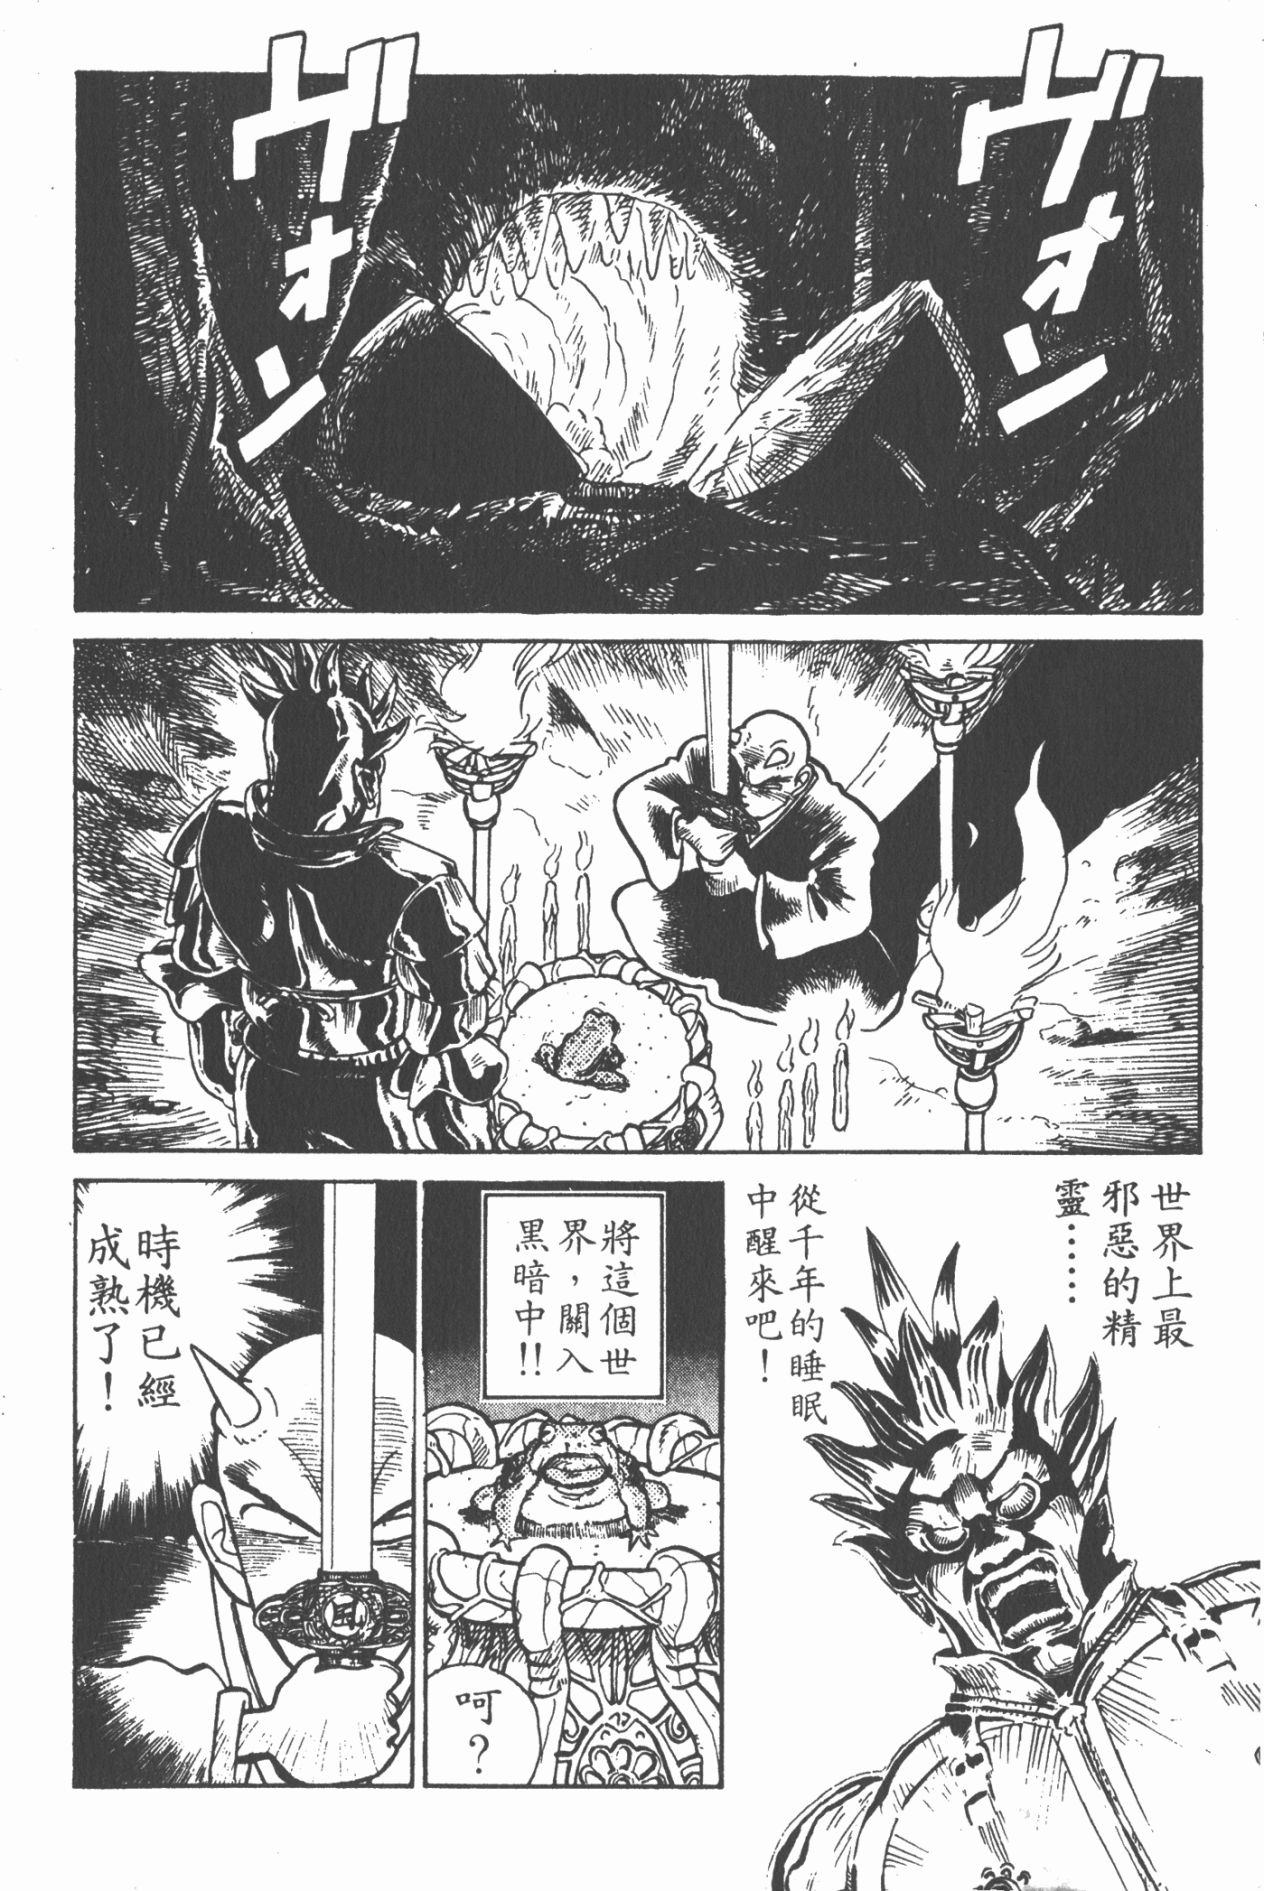 ヴォン
ヴォン
世界上最
邪惡的精
靈……
從千年的睡眠
中醒來吧！
將這個世
界，關入
黑暗中!!
呵？
時機已經
成熟了！